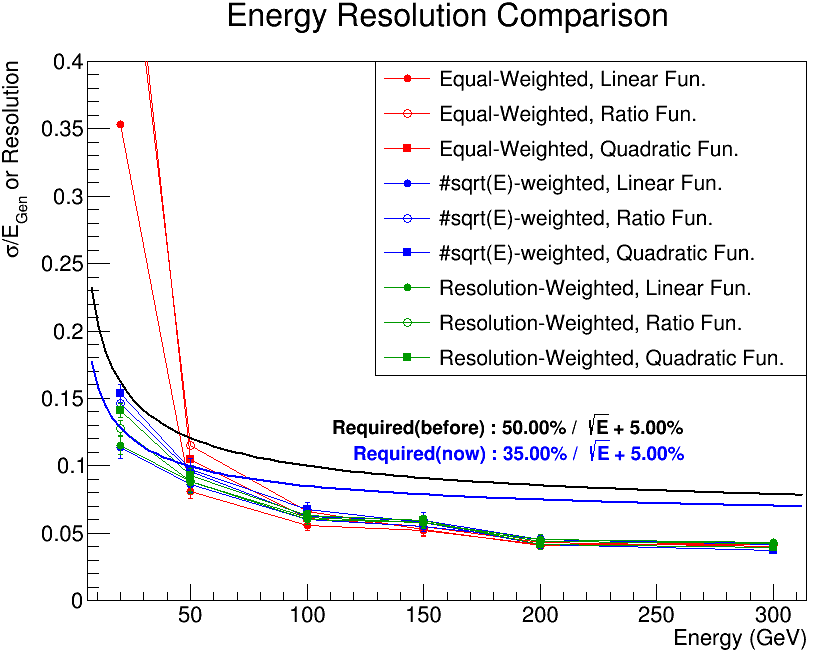 Energy Resolution Comparison
σ/E_Gen or Resolution
0.4
0.35
0.3
0.25
0.2
0.15
0.1
0.05
0
Equal-Weighted, Linear Fun.
Equal-Weighted, Ratio Fun.
Equal-Weighted, Quadratic Fun.
#sqrt(E)-weighted, Linear Fun.
#sqrt(E)-weighted, Ratio Fun.
#sqrt(E)-weighted, Quadratic Fun.
Resolution-Weighted, Linear Fun.
Resolution-Weighted, Ratio Fun.
Resolution-Weighted, Quadratic Fun.
Required(before) : 50.00% / √E + 5.00%
Required(now) : 35.00% / √E + 5.00%
50 100 150 200 250 300
Energy (GeV)